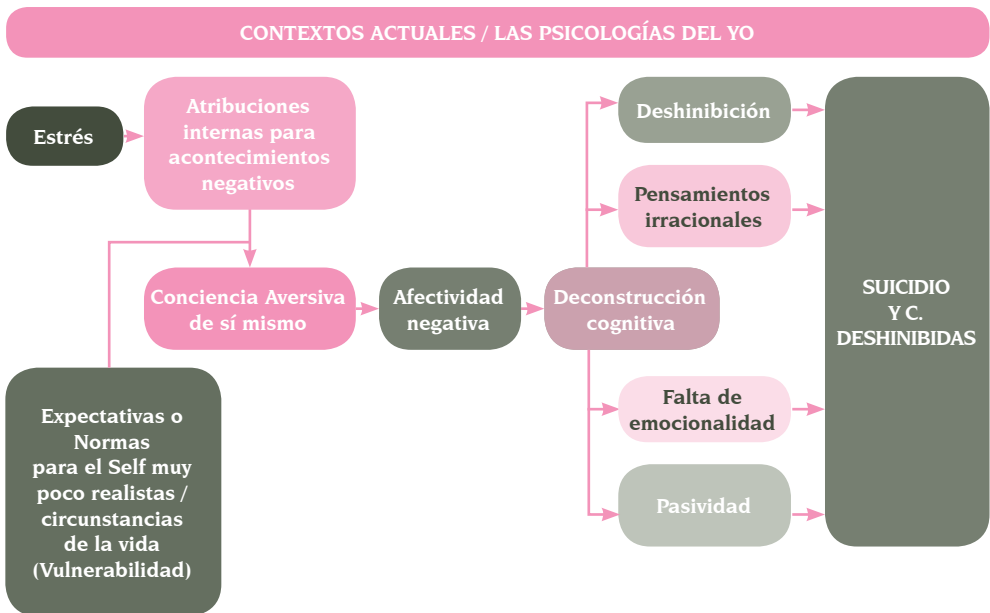 CONTEXTOS ACTUALES / LAS PSICOLOGÍAS DEL YO
Estrés
Atribuciones
internas para
acontecimientos
negativos
Conciencia Aversiva
de sí mismo
Afectividad
negativa
Deconstrucción
cognitiva
Expectativas o
Normas
para el Self muy
poco realistas /
circunstancias
de la vida
(Vulnerabilidad)
Deshinibición
Pensamientos
irracionales
Falta de
emocionalidad
Pasividad
SUICIDIO
Y C.
DESHINIBIDAS